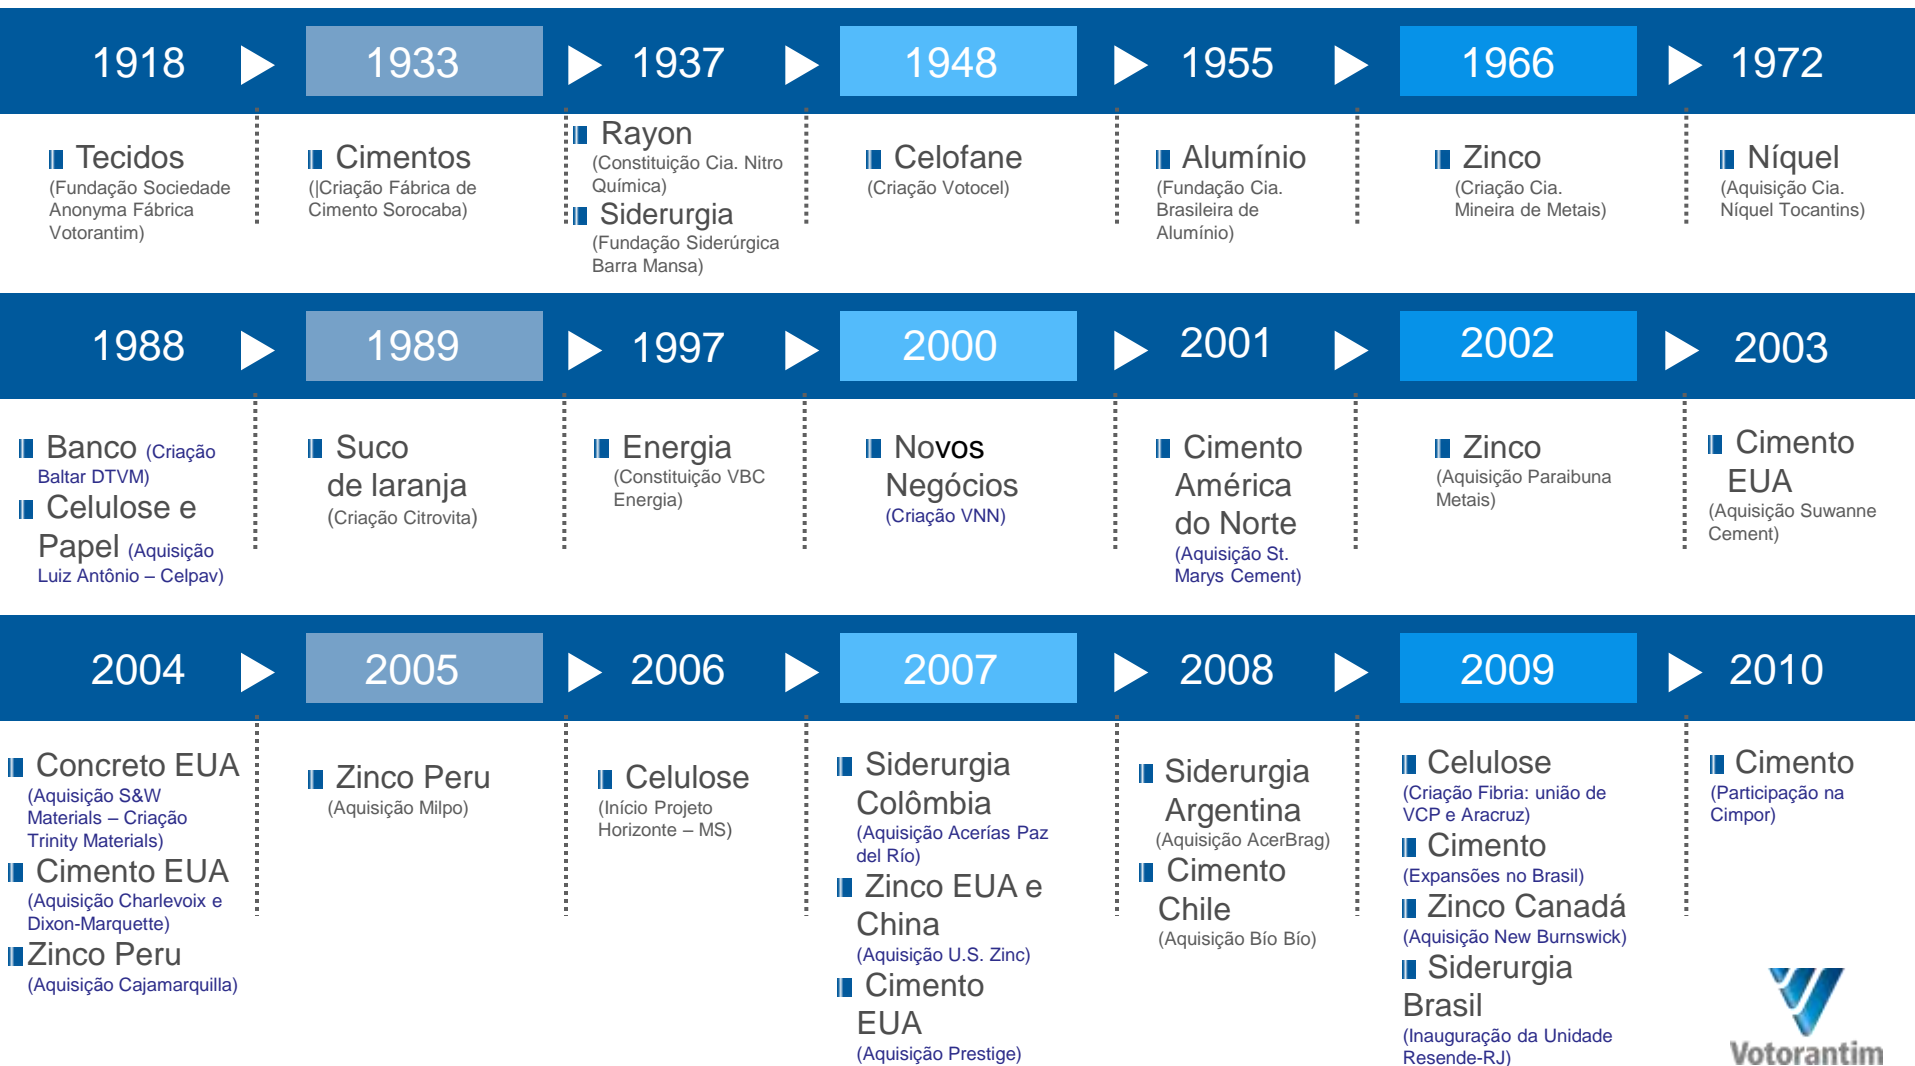 1918
1933
1937
1948
1955
1966
1972
Tecidos
(Fundação Sociedade
Anonyma Fábrica
Votorantim)
Cimentos
(|Criação Fábrica de
Cimento Sorocaba)
Rayon
(Constituição Cia. Nitro
Química)
Siderurgia
(Fundação Siderúrgica
Barra Mansa)
Celofane
(Criação Votocel)
Alumínio
(Fundação Cia.
Brasileira de
Alumínio)
Zinco
(Criação Cia.
Mineira de Metais)
Níquel
(Aquisição Cia.
Níquel Tocantins)
1988
1989
1997
2000
2001
2002
2003
Banco (Criação
Baltar DTVM)
Celulose e
Papel (Aquisição
Luiz Antônio – Celpav)
Suco
de laranja
(Criação Citrovita)
Energia
(Constituição VBC
Energia)
Novos
Negócios
(Criação VNN)
Cimento
América
do Norte
(Aquisição St.
Marys Cement)
Zinco
(Aquisição Paraibuna
Metais)
Cimento
EUA
(Aquisição Suwanne
Cement)
2004
2005
2006
2007
2008
2009
2010
Concreto EUA
(Aquisição S&W
Materials – Criação
Trinity Materials)
Cimento EUA
(Aquisição Charlevoix e
Dixon-Marquette)
Zinco Peru
(Aquisição Cajamarquilla)
Zinco Peru
(Aquisição Milpo)
Celulose
(Início Projeto
Horizonte – MS)
Siderurgia
Colômbia
(Aquisição Acerías Paz
del Río)
Zinco EUA e
China
(Aquisição U.S. Zinc)
Cimento
EUA
(Aquisição Prestige)
Siderurgia
Argentina
(Aquisição AcerBrag)
Cimento
Chile
(Aquisição Bío Bío)
Celulose
(Criação Fibria: união de
VCP e Aracruz)
Cimento
(Expansões no Brasil)
Zinco Canadá
(Aquisição New Burnswick)
Siderurgia
Brasil
(Inauguração da Unidade
Resende-RJ)
Cimento
(Participação na
Cimpor)
Votorantim